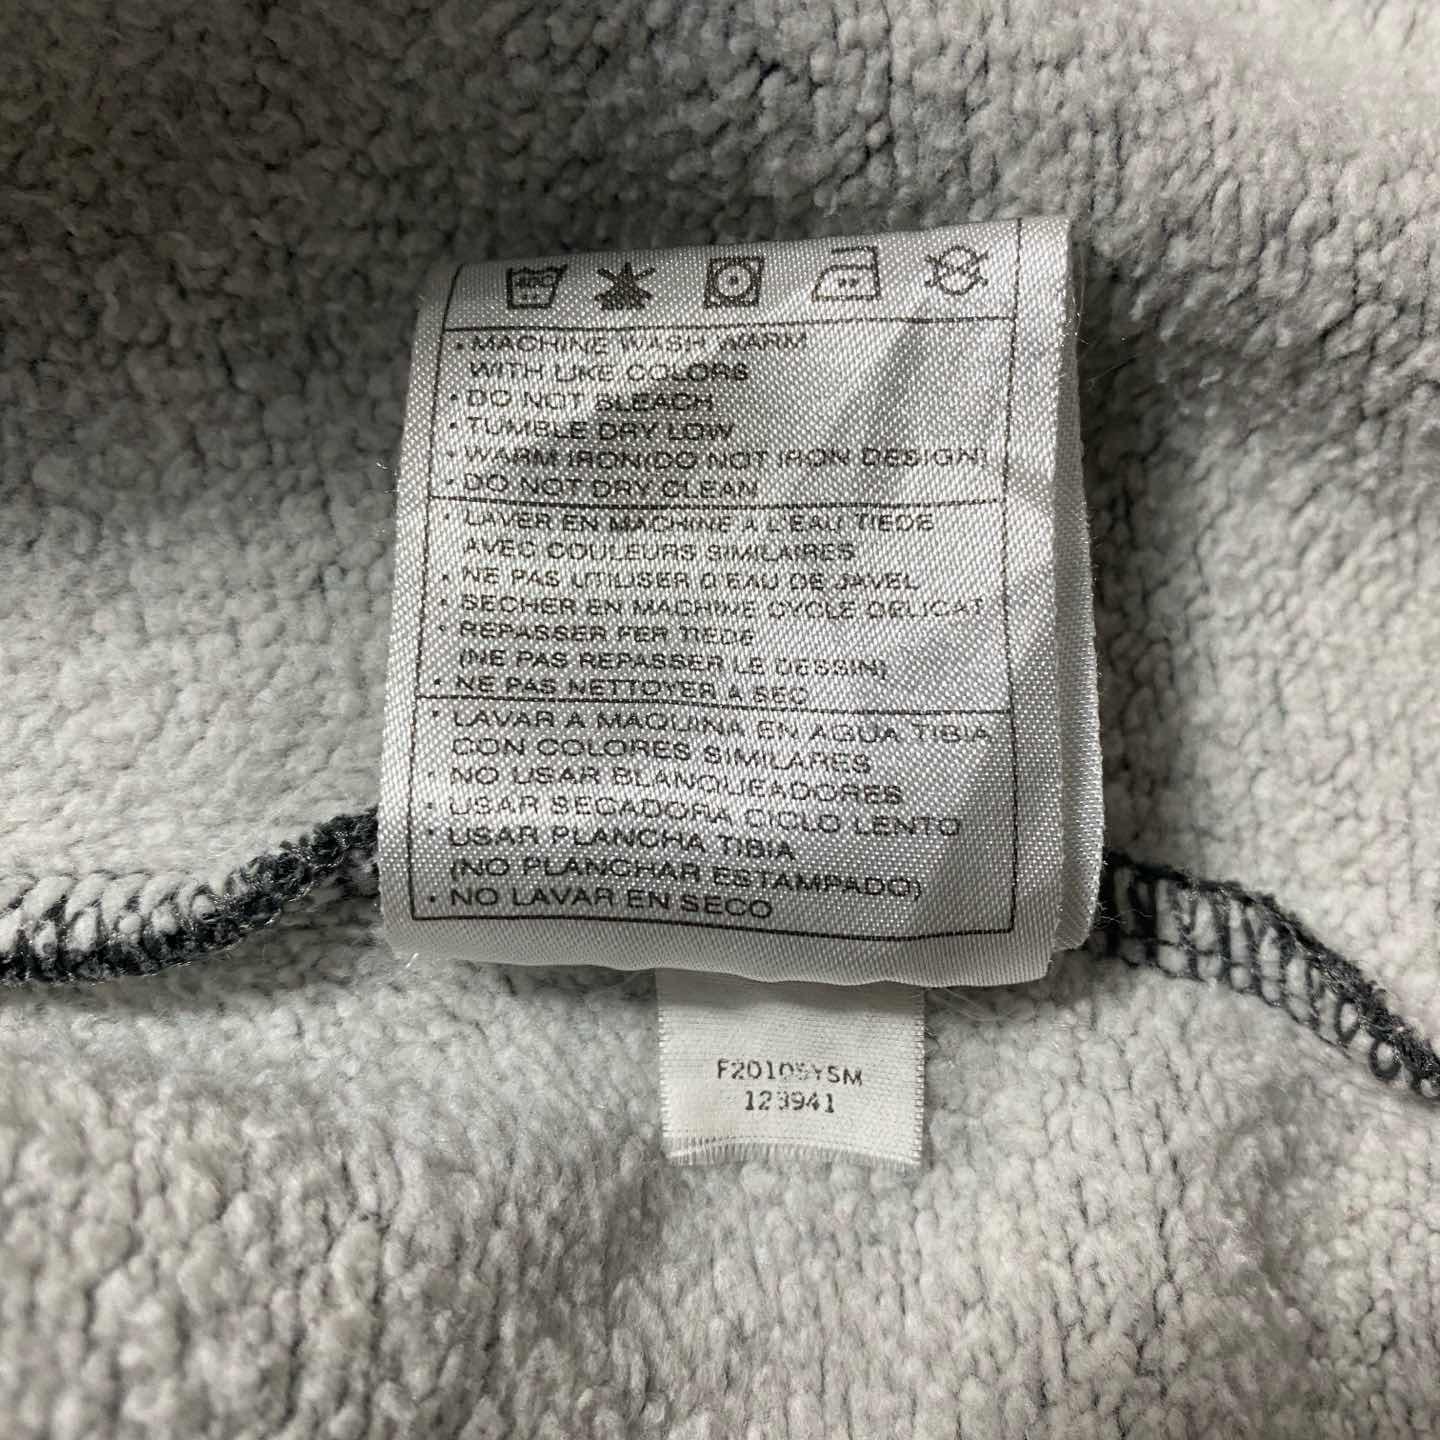 • MACHINE WASH WARM
WITH LIKE COLORS
• DO NOT BLEACH
• TUMBLE DRY LOW
• WARM IRON(DO NOT IRON DESIGN)
• DO NOT DRY CLEAN
• LAVER EN MACHINE A L'EAU TIEDE
AVEC COULEURS SIMILAIRES
• NE PAS UTILISER D'EAU DE JAVEL
• SECHER EN MACHINE CYCLE DELICAT
• REPASSER FER TIEDE
(NE PAS REPASSER LE DESSIN)
• NE PAS NETTOYER A SEC
• LAVAR A MAQUINA EN AGUA TIBIA
CON COLORES SIMILARES
• NO USAR BLANQUEADORES
• USAR SECADORA CICLO LENTO
• USAR PLANCHA TIBIA
(NO PLANCHAR ESTAMPADO)
• NO LAVAR EN SECO
F20105YSM
123941